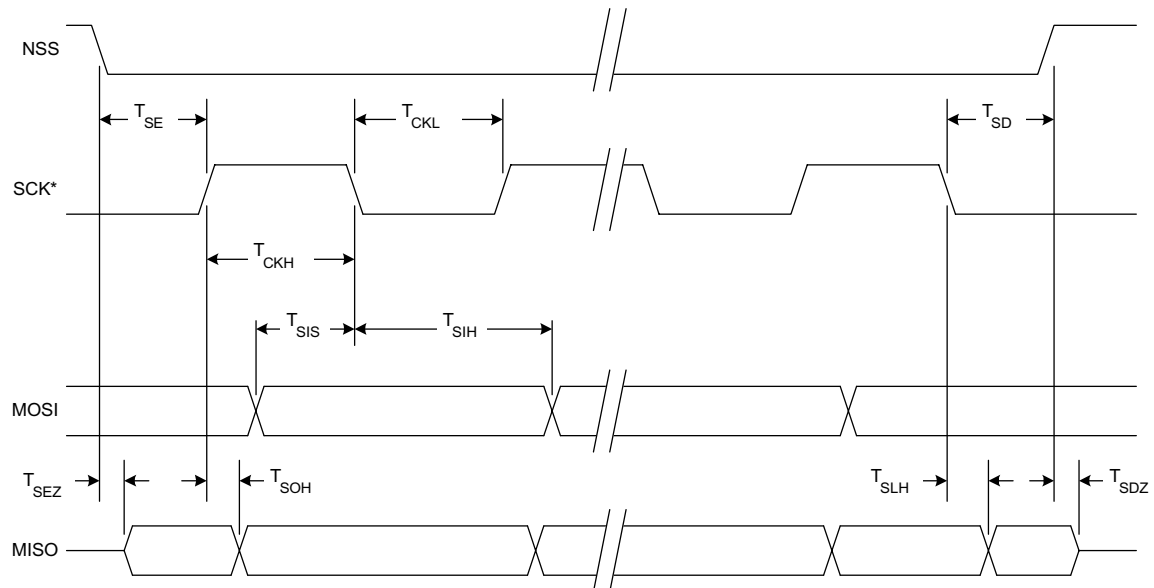 NSS
T_SE
T_CKL
T_SD
SCK*
T_CKH
T_SIS
T_SIH
MOSI
T_SEZ
T_SOH
T_SLH
T_SDZ
MISO